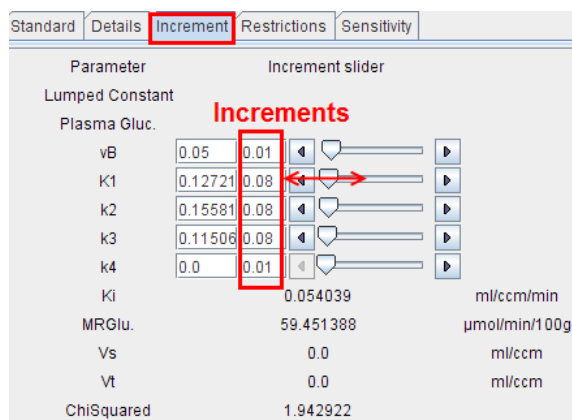 Standard Details Increment Restrictions Sensitivity
Parameter Increment slider
Lumped Constant
Increments
Plasma Gluc.
vB 0.05 0.01
K1 0.12721 0.08
k2 0.15581 0.08
k3 0.11506 0.08
k4 0.0 0.01
Ki 0.054039 ml/ccm/min
MRGlu. 59.451388 µmol/min/100g
Vs 0.0 ml/ccm
Vt 0.0 ml/ccm
ChiSquared 1.942922